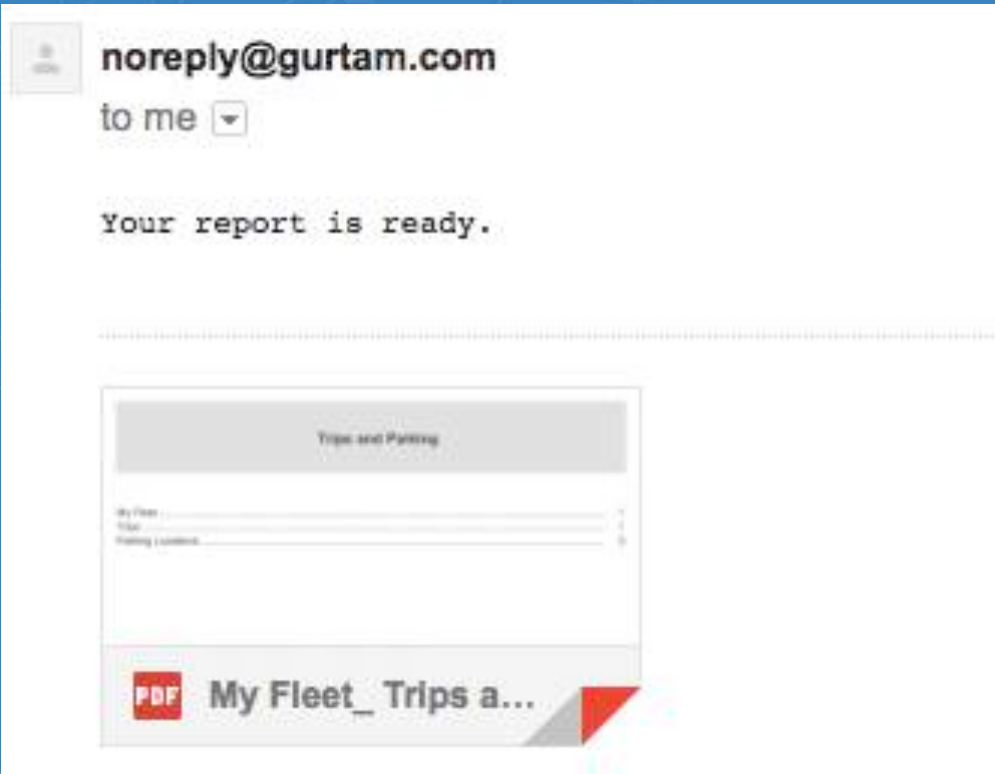 noreply@gurtam.com
to me
Your report is ready.
Trips and Parking
My Fleet
Trips
Parking Locations
PDF My Fleet_ Trips a...